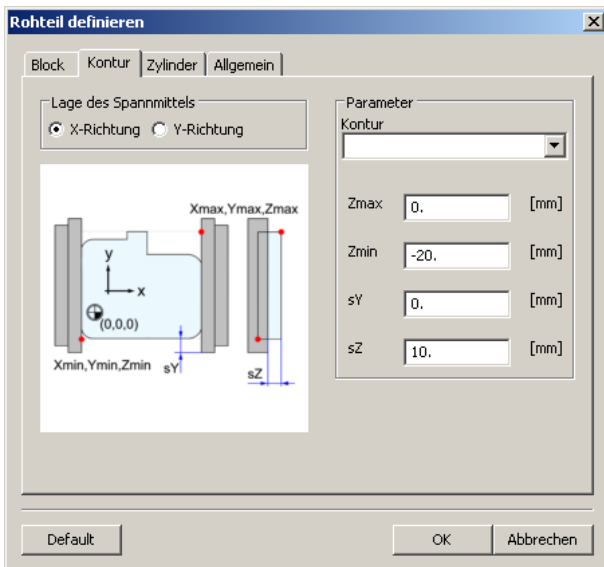 Rohteil definieren
Block Kontur Zylinder Allgemein
Lage des Spannmittels
X-Richtung Y-Richtung
Xmax,Ymax,Zmax
y
x
(0,0,0)
Xmin,Ymin,Zmin sY
sZ
Parameter
Kontur
Zmax 0. [mm]
Zmin -20. [mm]
sY 0. [mm]
sZ 10. [mm]
Default OK Abbrechen